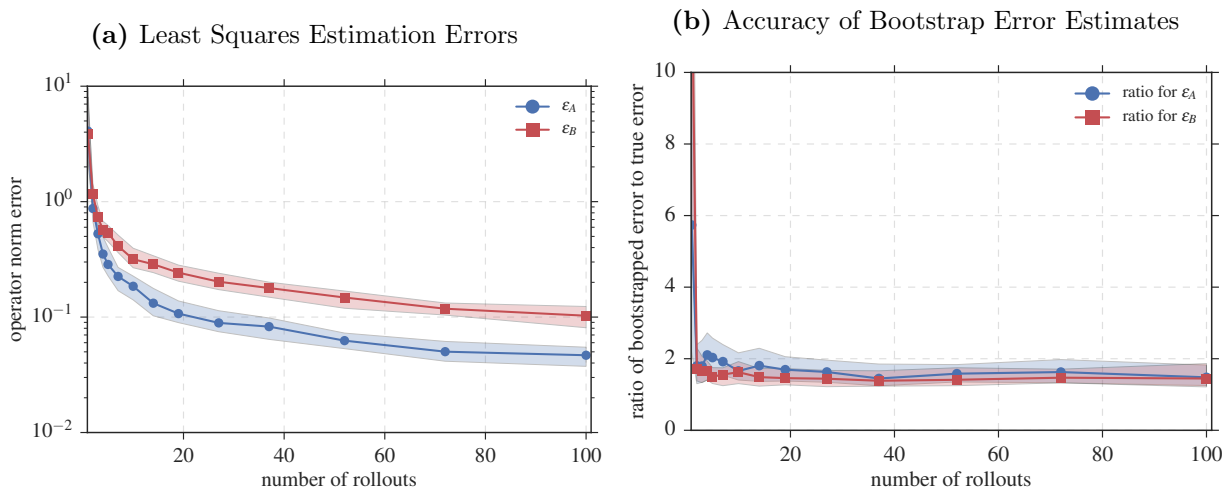 (a) Least Squares Estimation Errors
10^1
10^0
10^{-1}
10^{-2}
operator norm error
20
40
60
80
100
number of rollouts
ε_A
ε_B
(b) Accuracy of Bootstrap Error Estimates
10
8
6
4
2
0
ratio of bootstrapped error to true error
20
40
60
80
100
number of rollouts
ratio for ε_A
ratio for ε_B